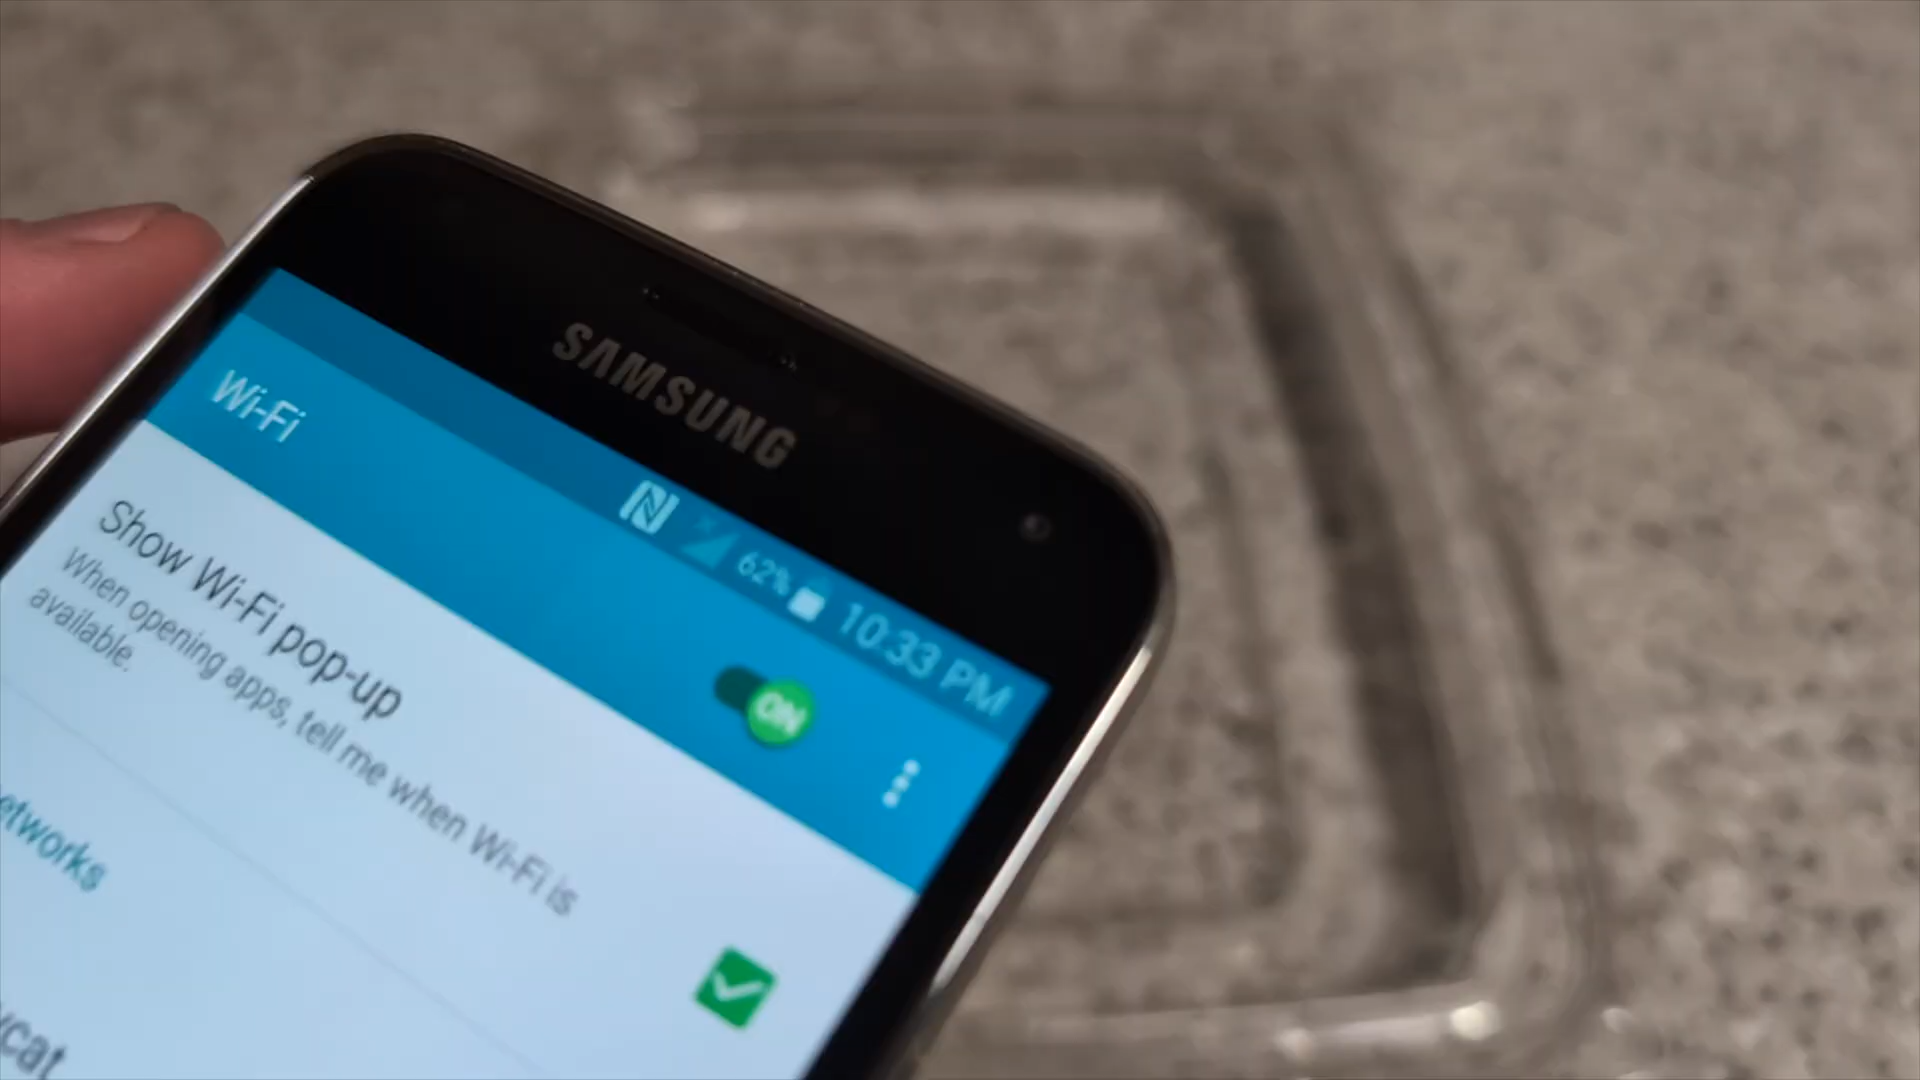 SAMSUNG
62% 10:33 PM
Wi-Fi
ON
Show Wi-Fi pop-up
When opening apps, tell me when Wi-Fi is
available.
etworks
ycat